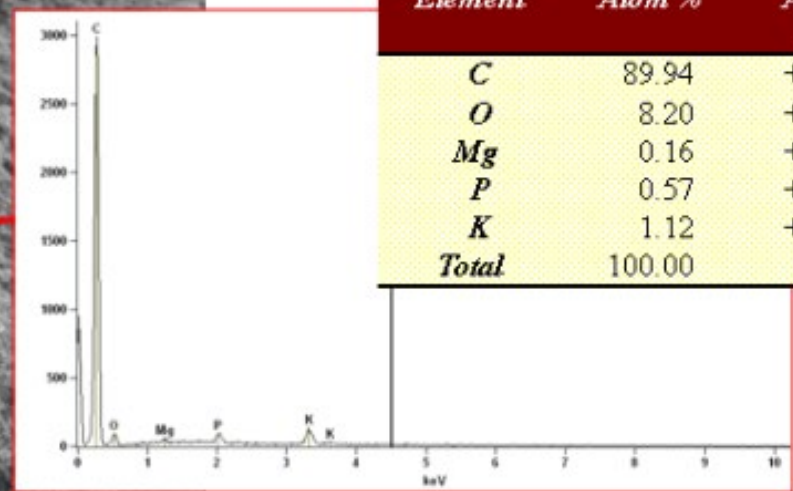 Element Atom %
C 89.94
O 8.20
Mg 0.16
P 0.57
K 1.12
Total 100.00
C
3000
2500
2000
1500
1000
500
0
O Mg P K K
0 1 2 3 4 5 6 7 8 9 10
keV